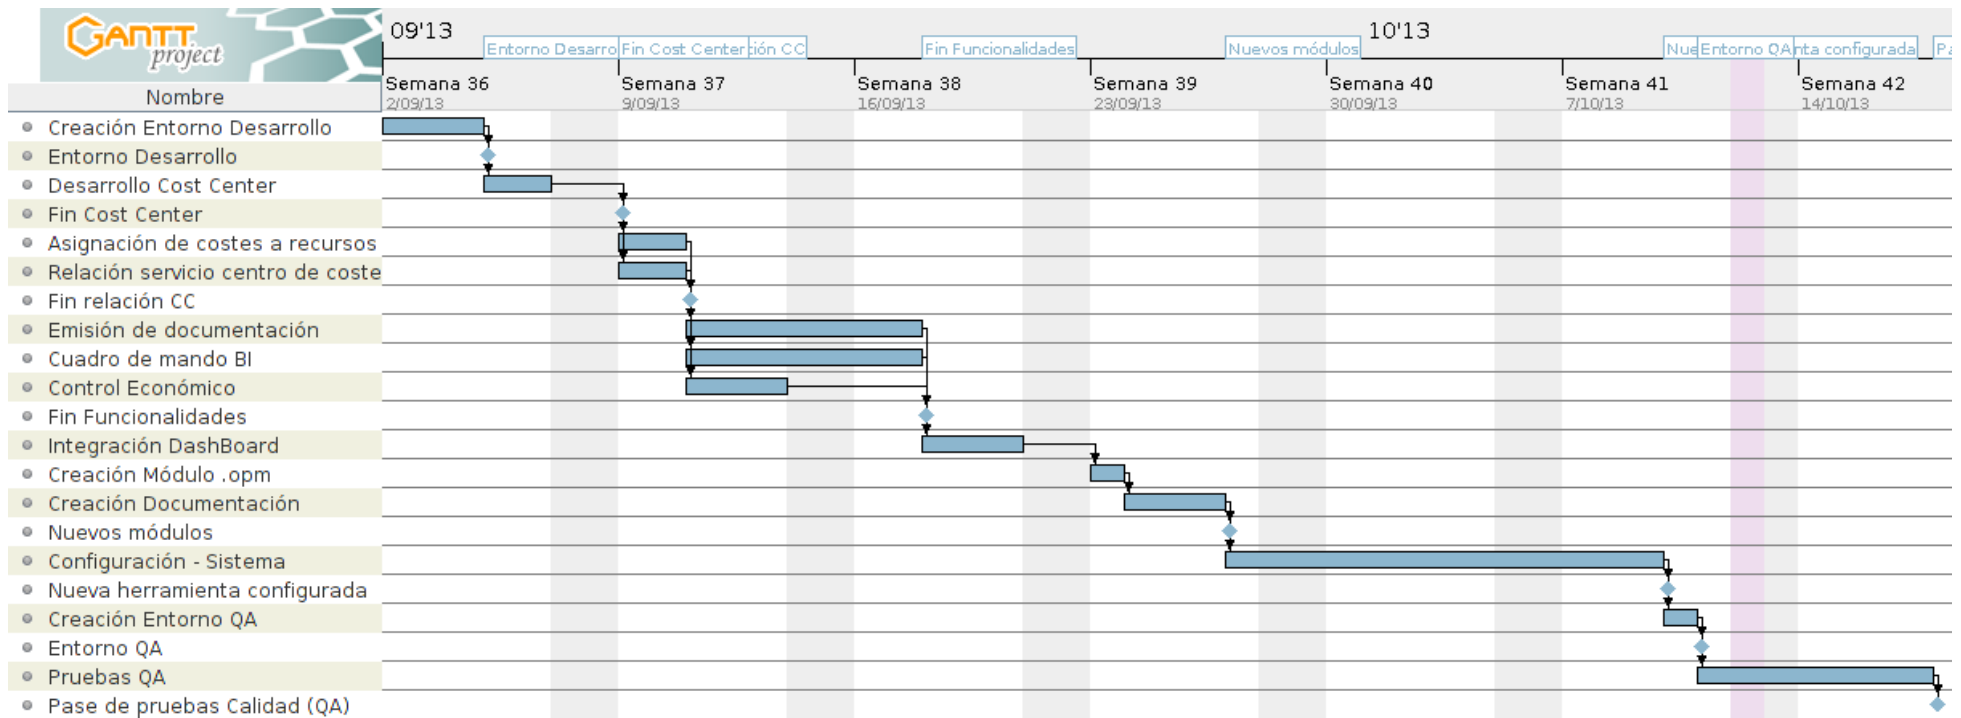 GANTT
project
09'13
10'13
Entorno Desarro
Fin Cost Center
ción CC
Fin Funcionalidades
Nuevos módulos
Nue
Entorno QA
nta configurada
Pa
Semana 36
Semana 37
Semana 38
Semana 39
Semana 40
Semana 41
Semana 42
Nombre
2/09/13
9/09/13
16/09/13
23/09/13
30/09/13
7/10/13
14/10/13
Creación Entorno Desarrollo
Entorno Desarrollo
Desarrollo Cost Center
Fin Cost Center
Asignación de costes a recursos
Relación servicio centro de coste
Fin relación CC
Emisión de documentación
Cuadro de mando BI
Control Económico
Fin Funcionalidades
Integración DashBoard
Creación Módulo .opm
Creación Documentación
Nuevos módulos
Configuración - Sistema
Nueva herramienta configurada
Creación Entorno QA
Entorno QA
Pruebas QA
Pase de pruebas Calidad (QA)